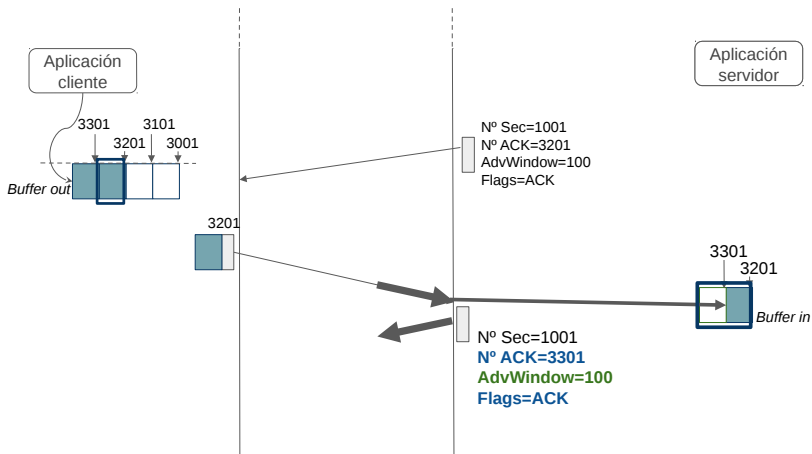 Aplicación
cliente
Aplicación
servidor
3301
3201
3101
3001
Buffer out
Nº Sec=1001
Nº ACK=3201
AdvWindow=100
Flags=ACK
3201
3301
3201
Buffer in
Nº Sec=1001
Nº ACK=3301
AdvWindow=100
Flags=ACK